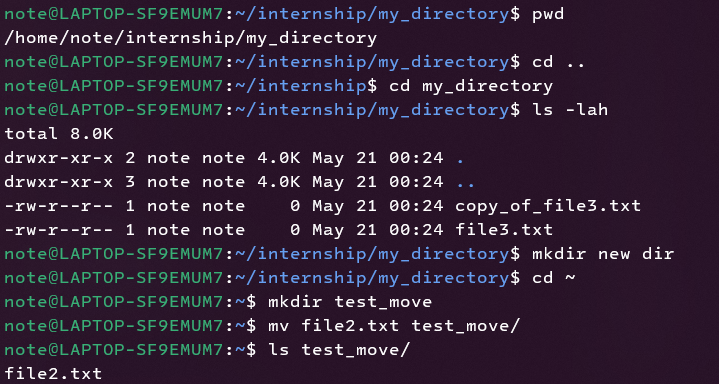 note@LAPTOP-SF9EMUM7:~/internship/my_directory$ pwd
/home/note/internship/my_directory
note@LAPTOP-SF9EMUM7:~/internship/my_directory$ cd ..
note@LAPTOP-SF9EMUM7:~/internship$ cd my_directory
note@LAPTOP-SF9EMUM7:~/internship/my_directory$ ls -lah
total 8.0K
drwxr-xr-x 2 note note 4.0K May 21 00:24 .
drwxr-xr-x 3 note note 4.0K May 21 00:24 ..
-rw-r--r-- 1 note note    0 May 21 00:24 copy_of_file3.txt
-rw-r--r-- 1 note note    0 May 21 00:24 file3.txt
note@LAPTOP-SF9EMUM7:~/internship/my_directory$ mkdir new dir
note@LAPTOP-SF9EMUM7:~/internship/my_directory$ cd ~
note@LAPTOP-SF9EMUM7:~$ mkdir test_move
note@LAPTOP-SF9EMUM7:~$ mv file2.txt test_move/
note@LAPTOP-SF9EMUM7:~$ ls test_move/
file2.txt